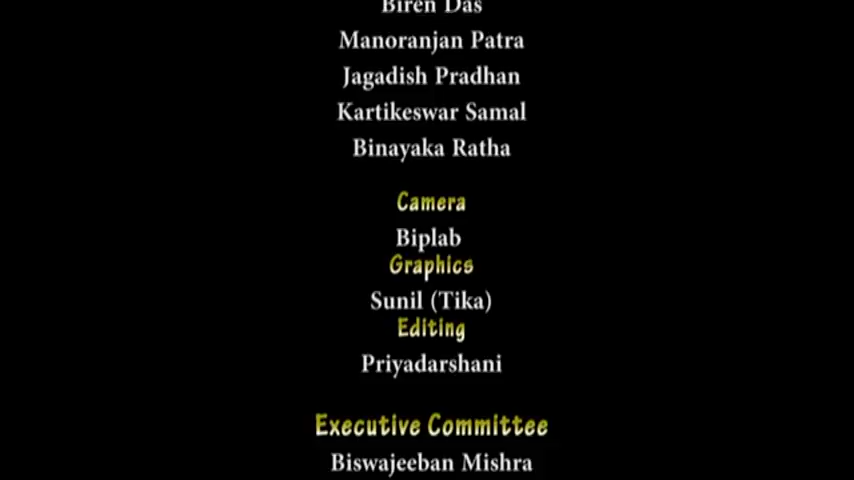 Biren Das
Manoranjan Patra
Jagadish Pradhan
Kartikeswar Samal
Binayaka Ratha
Camera
Biplab
Graphics
Sunil (Tika)
Editing
Priyadarshani
Executive Committee
Biswajeeban Mishra